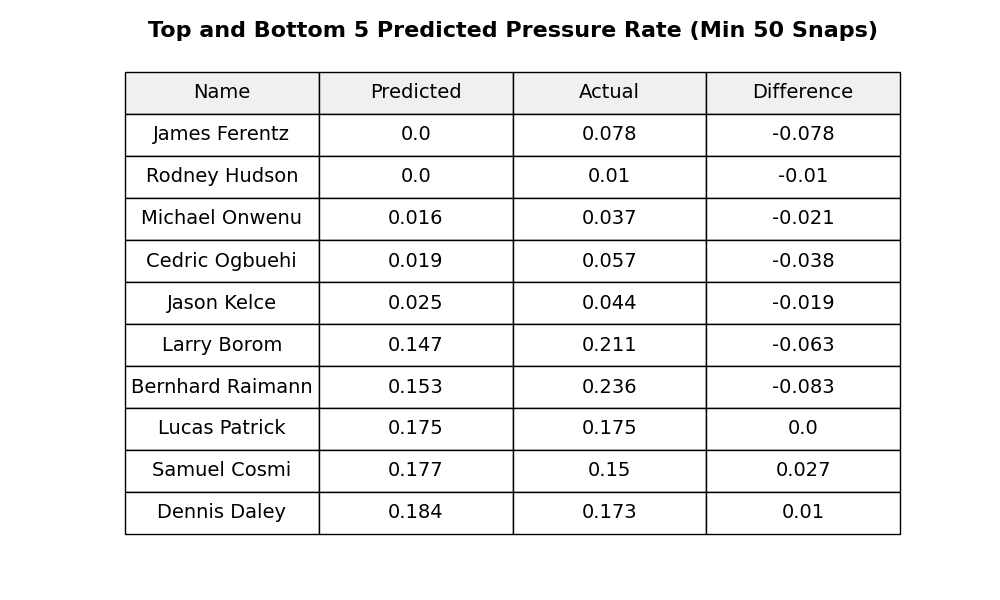 Top and Bottom 5 Predicted Pressure Rate (Min 50 Snaps)
Name Predicted Actual Difference
James Ferentz 0.0 0.078 -0.078
Rodney Hudson 0.0 0.01 -0.01
Michael Onwenu 0.016 0.037 -0.021
Cedric Ogbuehi 0.019 0.057 -0.038
Jason Kelce 0.025 0.044 -0.019
Larry Borom 0.147 0.211 -0.063
Bernhard Raimann 0.153 0.236 -0.083
Lucas Patrick 0.175 0.175 0.0
Samuel Cosmi 0.177 0.15 0.027
Dennis Daley 0.184 0.173 0.01